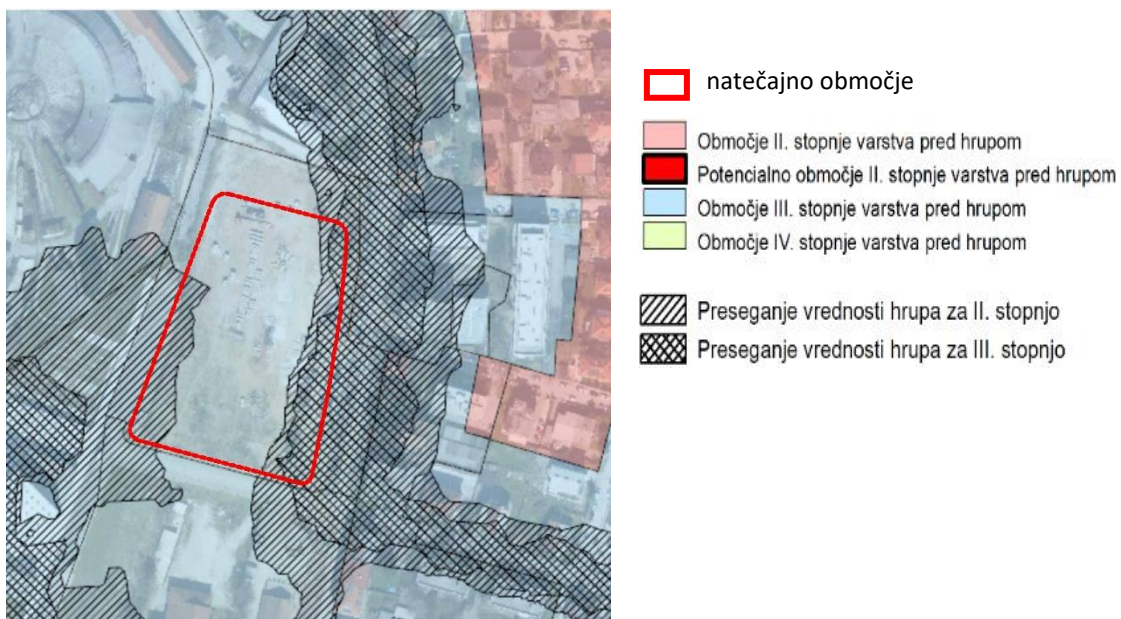 natečajno območje
Območje II. stopnje varstva pred hrupom
Potencialno območje II. stopnje varstva pred hrupom
Območje III. stopnje varstva pred hrupom
Območje IV. stopnje varstva pred hrupom
Preseganje vrednosti hrupa za II. stopnjo
Preseganje vrednosti hrupa za III. stopnjo